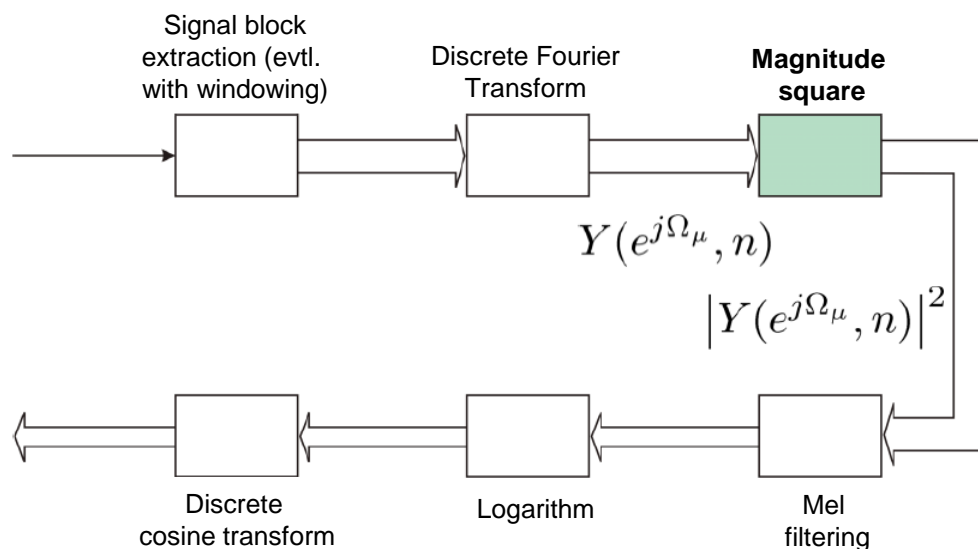 Signal block
extraction (evtl.
with windowing)
Discrete Fourier
Transform
Magnitude
square
Y(e^{jΩ_μ}, n)
|Y(e^{jΩ_μ}, n)|^2
Discrete
cosine transform
Logarithm
Mel
filtering